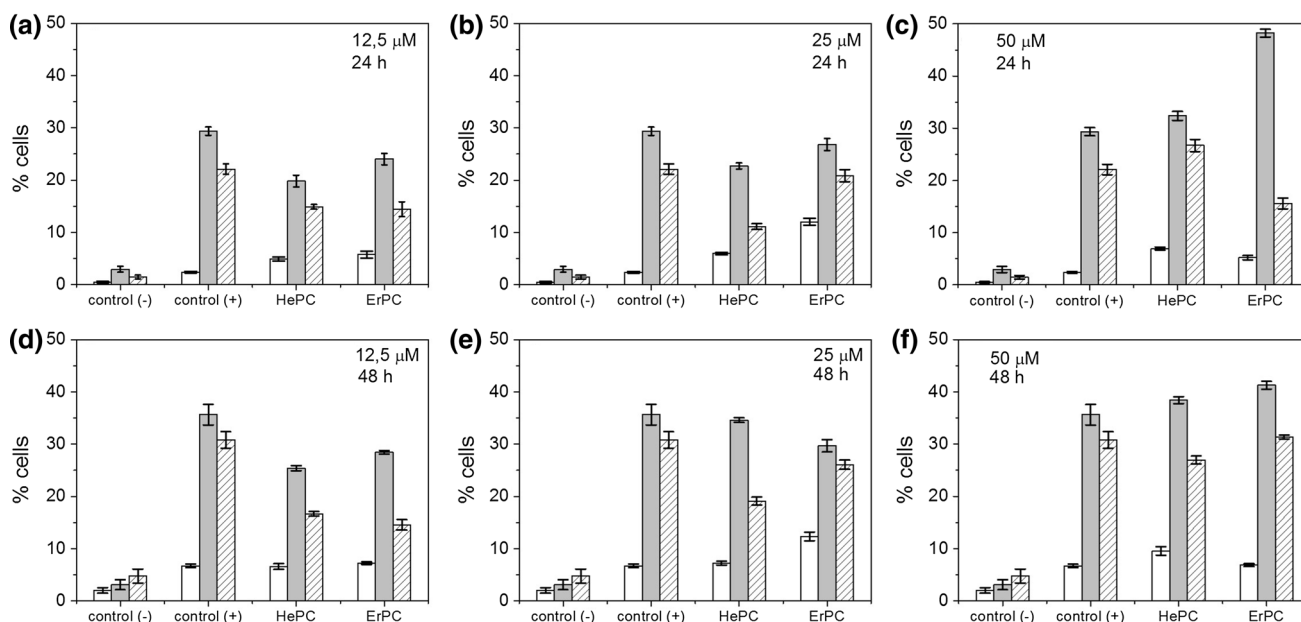 (a)
50
40
30
20
10
0
% cells
12,5 μM
24 h
control (-) control (+) HePC ErPC
(b)
50
40
30
20
10
0
% cells
25 μM
24 h
control (-) control (+) HePC ErPC
(c)
50
40
30
20
10
0
% cells
50 μM
24 h
control (-) control (+) HePC ErPC
(d)
50
40
30
20
10
0
% cells
12,5 μM
48 h
control (-) control (+) HePC ErPC
(e)
50
40
30
20
10
0
% cells
25 μM
48 h
control (-) control (+) HePC ErPC
(f)
50
40
30
20
10
0
% cells
50 μM
48 h
control (-) control (+) HePC ErPC